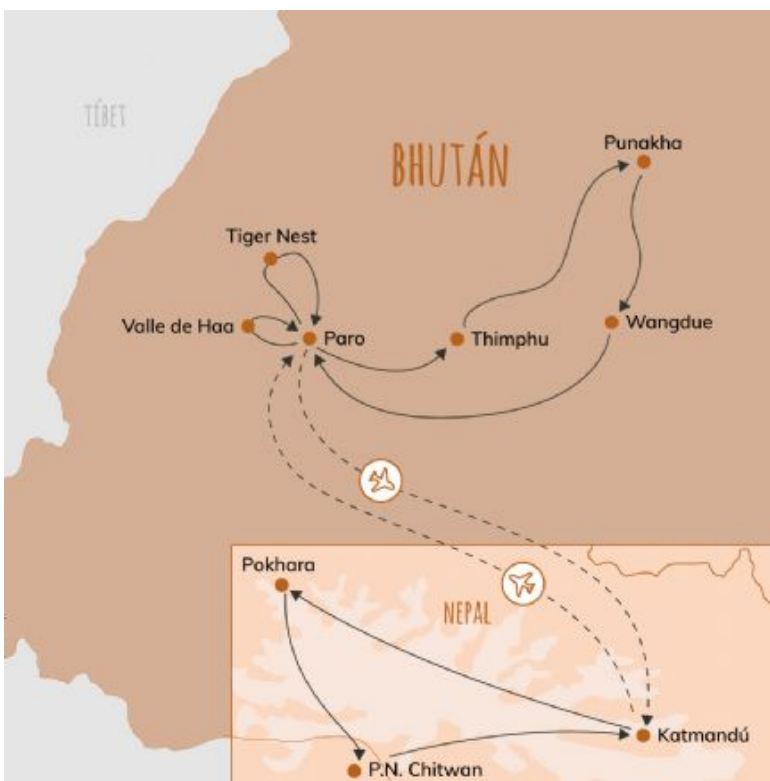 TÍBET
BHUTÁN
Punakha
Tiger Nest
Valle de Haa
Paro
Thimphu
Wangdue
Pokhara
NEPAL
Katmandú
P.N. Chitwan